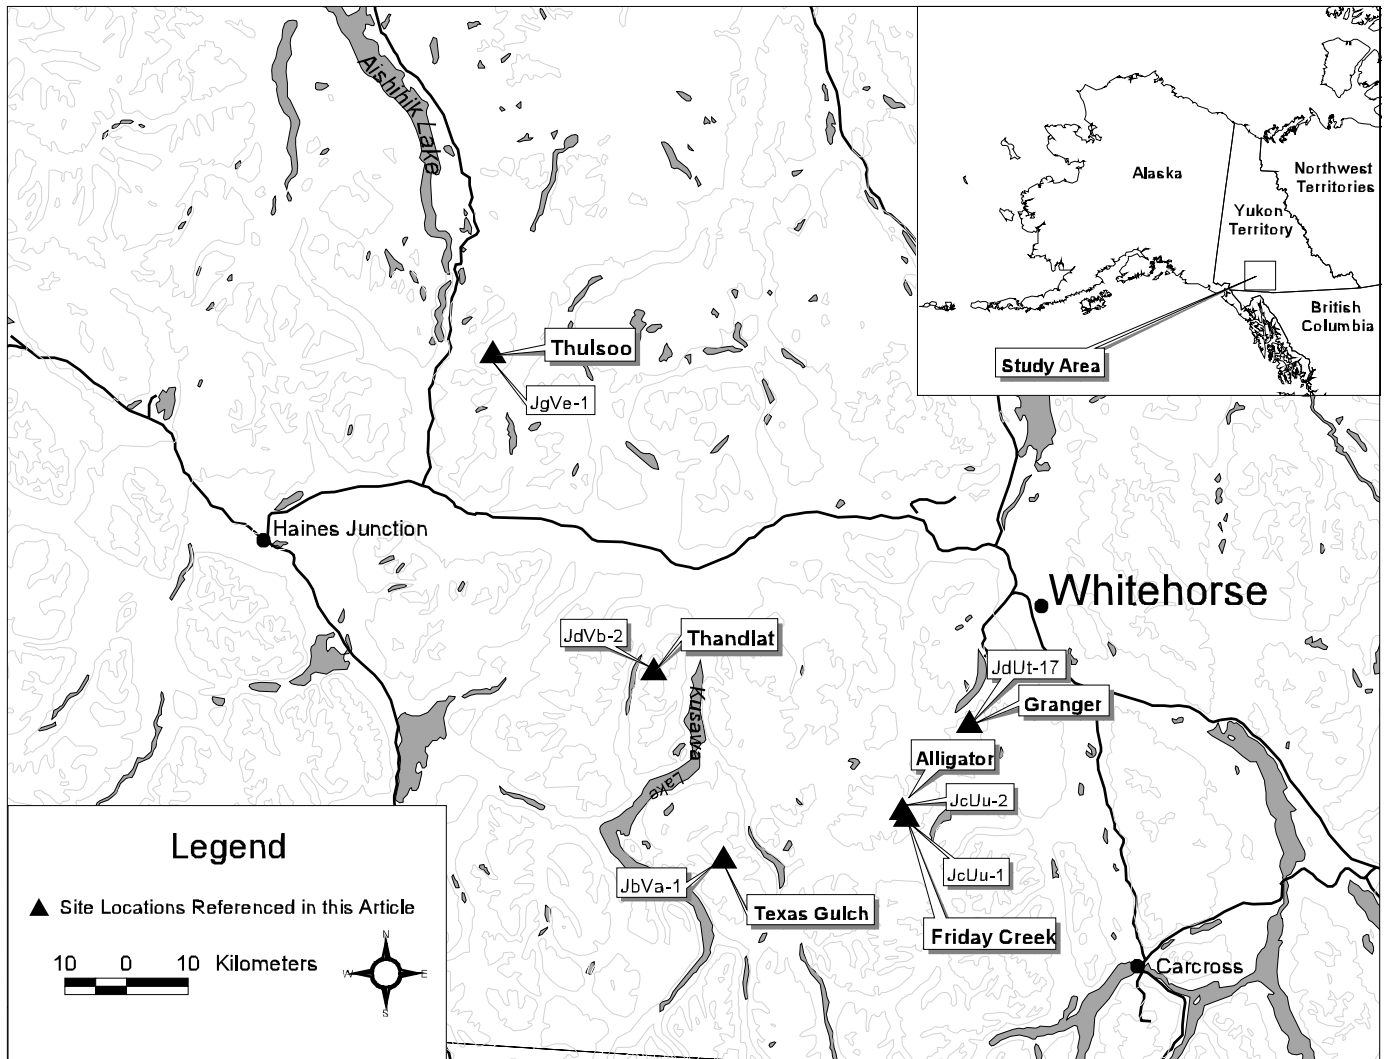 Aishihik Lake
Alaska
Northwest
Territories
Yukon
Territory
British
Columbia
Study Area
Thulsoo
JgVe-1
Haines Junction
Whitehorse
JdVb-2
Thandlat
Kusawa
Lake
JdUt-17
Granger
Alligator
JcUu-2
JcUu-1
Friday Creek
JbVa-1
Texas Gulch
Carcross
Legend
Site Locations Referenced in this Article
10 0 10 Kilometers
N
W E
S